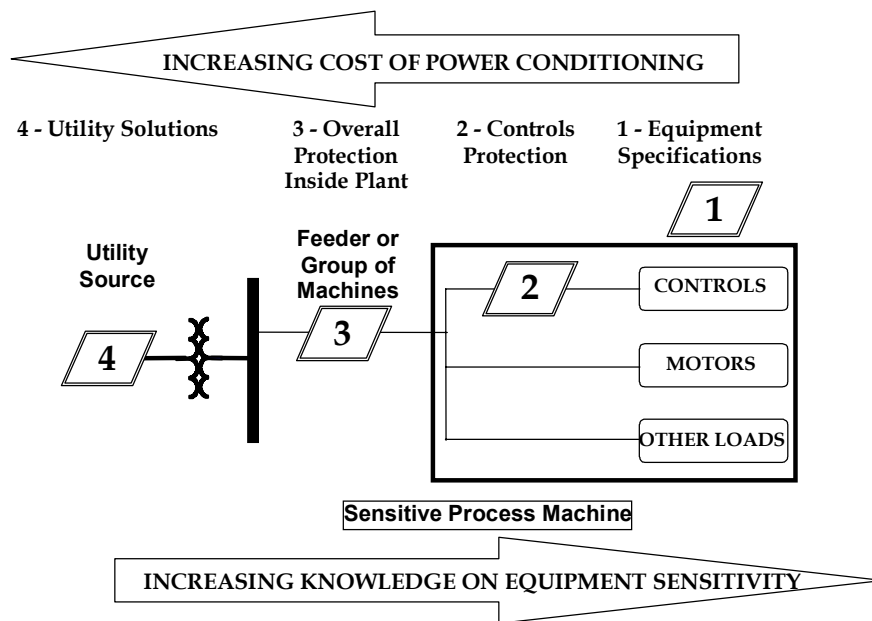 INCREASING COST OF POWER CONDITIONING
4 - Utility Solutions
3 - Overall
Protection
Inside Plant
2 - Controls
Protection
1 - Equipment
Specifications
1
Utility
Source
Feeder or
Group of
Machines
4
3
2
CONTROLS
MOTORS
OTHER LOADS
Sensitive Process Machine
INCREASING KNOWLEDGE ON EQUIPMENT SENSITIVITY